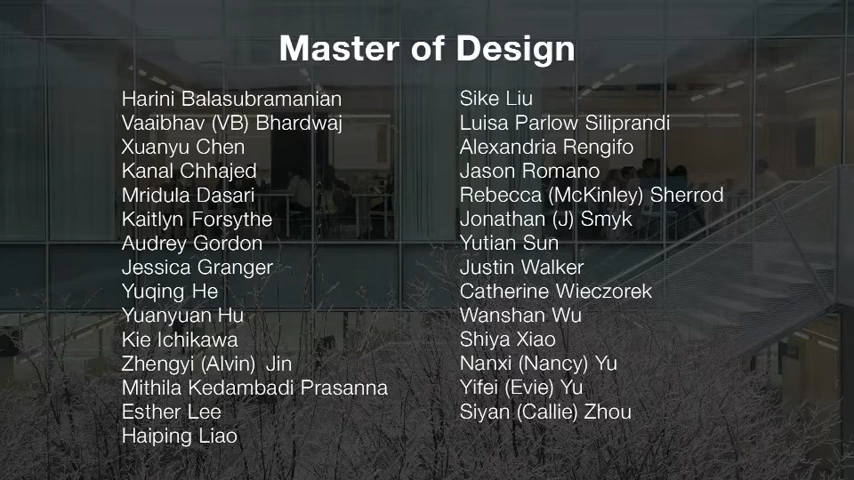 Master of Design
Harini Balasubramanian
Vaaibhav (VB) Bhardwaj
Xuanyu Chen
Kanal Chhajed
Mridula Dasari
Kaitlyn Forsythe
Audrey Gordon
Jessica Granger
Yuqing He
Yuanyuan Hu
Kie Ichikawa
Zhengyi (Alvin) Jin
Mithila Kedambadi Prasanna
Esther Lee
Haiping Liao
Sike Liu
Luisa Parlow Siliprandi
Alexandria Rengifo
Jason Romano
Rebecca (McKinley) Sherrod
Jonathan (J) Smyk
Yutian Sun
Justin Walker
Catherine Wieczorek
Wanshan Wu
Shiya Xiao
Nanxi (Nancy) Yu
Yifei (Evie) Yu
Siyan (Callie) Zhou